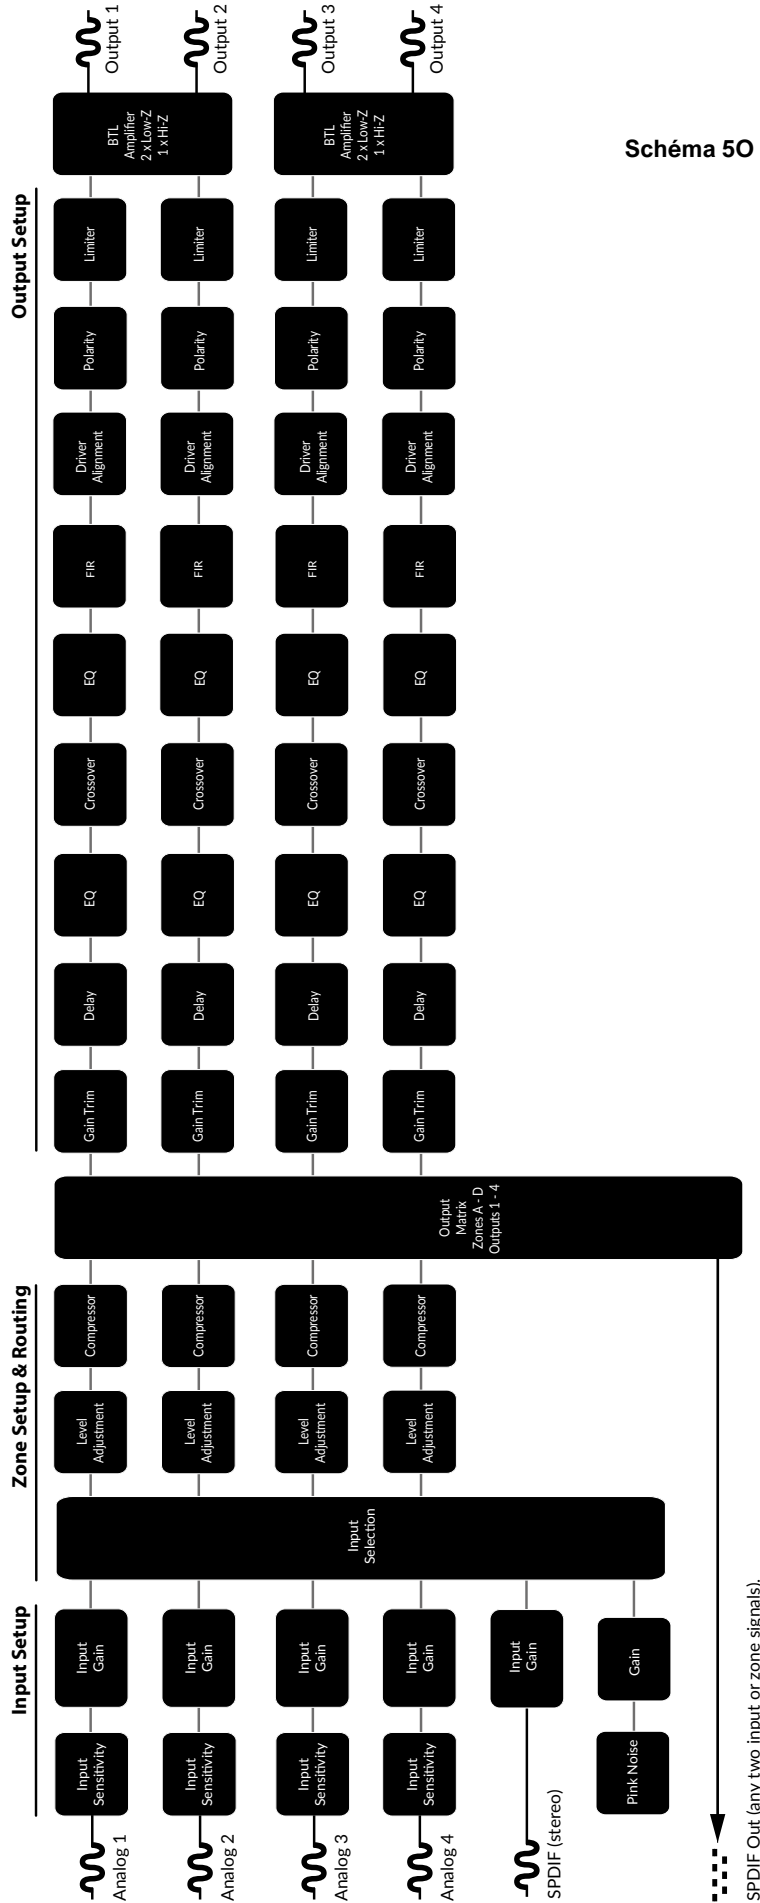 Schéma 5O
Input Setup
Zone Setup & Routing
Output Setup
Analog 1
Input
Sensitivity
Input
Gain
Input
Selection
Level
Adjustment
Compressor
Output
Matrix
Zones A - D
Outputs 1 - 4
Gain Trim
Delay
EQ
Crossover
EQ
FIR
Driver
Alignment
Polarity
Limiter
BTL
Amplifier
2 x Low-Z
1 x Hi-Z
Output 1
Analog 2
Input
Sensitivity
Input
Gain
Level
Adjustment
Compressor
Gain Trim
Delay
EQ
Crossover
EQ
FIR
Driver
Alignment
Polarity
Limiter
Output 2
Analog 3
Input
Sensitivity
Input
Gain
Level
Adjustment
Compressor
Gain Trim
Delay
EQ
Crossover
EQ
FIR
Driver
Alignment
Polarity
Limiter
BTL
Amplifier
2 x Low-Z
1 x Hi-Z
Output 3
Analog 4
Input
Sensitivity
Input
Gain
Level
Adjustment
Compressor
Gain Trim
Delay
EQ
Crossover
EQ
FIR
Driver
Alignment
Polarity
Limiter
Output 4
SPDIF (stereo)
Input
Gain
Pink Noise
Gain
SPDIF Out (any two input or zone signals).